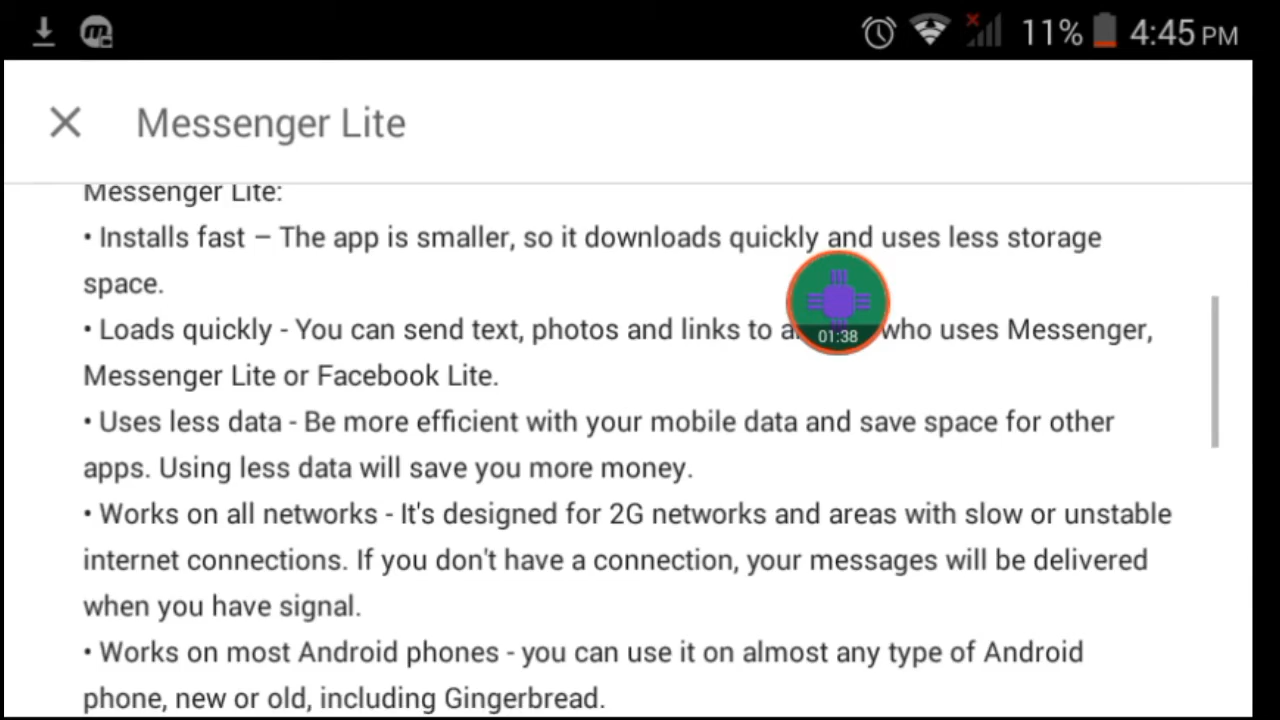 11% 4:45 PM
Messenger Lite
Messenger Lite:
• Installs fast – The app is smaller, so it downloads quickly and uses less storage
space.
• Loads quickly - You can send text, photos and links to who uses Messenger,
01:38
Messenger Lite or Facebook Lite.
• Uses less data - Be more efficient with your mobile data and save space for other
apps. Using less data will save you more money.
• Works on all networks - It's designed for 2G networks and areas with slow or unstable
internet connections. If you don't have a connection, your messages will be delivered
when you have signal.
• Works on most Android phones - you can use it on almost any type of Android
phone, new or old, including Gingerbread.